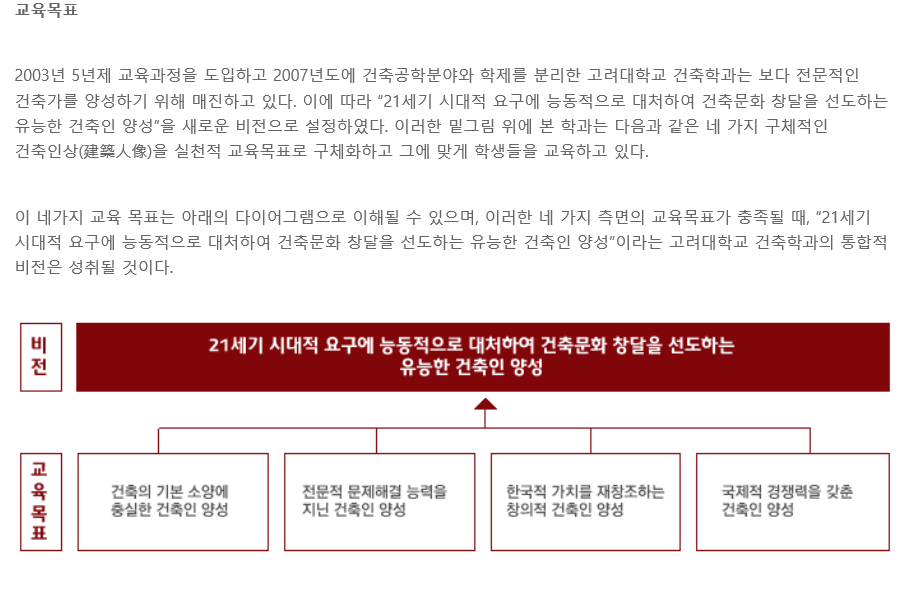 교육목표
2003년 5년제 교육과정을 도입하고 2007년도에 건축공학분야와 학제를 분리한 고려대학교 건축학과는 보다 전문적인
건축가를 양성하기 위해 매진하고 있다. 이에 따라 “21세기 시대적 요구에 능동적으로 대처하여 건축문화 창달을 선도하는
유능한 건축인 양성”을 새로운 비전으로 설정하였다. 이러한 밑그림 위에 본 학과는 다음과 같은 네 가지 구체적인
건축인상(建築人像)을 실천적 교육목표로 구체화하고 그에 맞게 학생들을 교육하고 있다.
이 네가지 교육 목표는 아래의 다이어그램으로 이해될 수 있으며, 이러한 네 가지 측면의 교육목표가 충족될 때, “21세기
시대적 요구에 능동적으로 대처하여 건축문화 창달을 선도하는 유능한 건축인 양성”이라는 고려대학교 건축학과의 통합적
비전은 성취될 것이다.
비전
21세기 시대적 요구에 능동적으로 대처하여 건축문화 창달을 선도하는
유능한 건축인 양성
교육목표
건축의 기본 소양에
충실한 건축인 양성
전문적 문제해결 능력을
지닌 건축인 양성
한국적 가치를 재창조하는
창의적 건축인 양성
국제적 경쟁력을 갖춘
건축인 양성